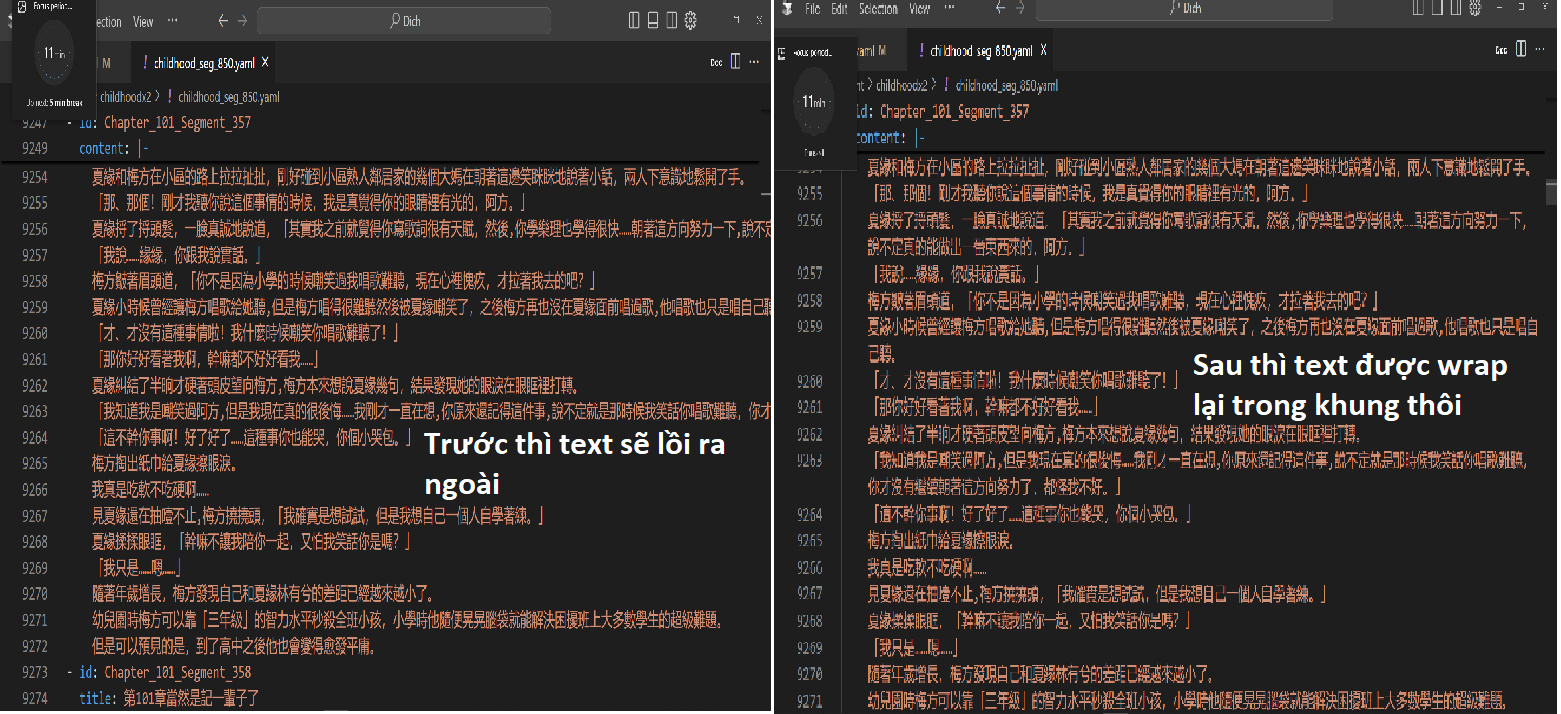 Focus period...
11 min
Up next: 5 min break
ection View ···
Dich
M
! childhood_seg_850.yaml X
childhoodx2 > ! childhood_seg_850.yaml
9247 - id: Chapter_101_Segment_357
9249 content: |-
9254 夏緣和梅方在小區的路上拉拉扯扯，剛好碰到小區熟人鄰居家的幾個大媽在朝著這邊笑眯眯地說著小話，兩人下意識地鬆開了手。
9255 「那、那個！剛才我聽你說這個事情的時候，我是真覺得你的眼睛裡有光的，阿方。」
9256 夏緣捋了捋頭髮，一臉真誠地說道，「其實我之前就覺得你寫歌詞很有天賦，然後,你學樂理也學得很快……朝著這方向努力一下,說不定
9257 「我說……緣緣，你跟我說實話。」
9258 梅方皺著眉頭道，「你不是因為小學的時候嘲笑過我唱歌難聽，現在心裡愧疚，才拉著我去的吧？」
9259 夏緣小時候曾經讓梅方唱歌給她聽,但是梅方唱得很難聽然後被夏緣嘲笑了，之後梅方再也沒在夏緣面前唱過歌,他唱歌也只是唱自己聽
9260 「才、才沒有這種事情啦！我什麼時候嘲笑你唱歌難聽了！」
9261 「那你好好看著我啊，幹嘛都不好好看我……」
9262 夏緣糾結了半晌才硬著頭皮望向梅方,梅方本來想說夏緣幾句，結果發現她的眼淚在眼眶裡打轉。
9263 「我知道我是嘲笑過阿方,但是我現在真的很後悔……我剛才一直在想,你原來還記得這件事,說不定就是那時候我笑話你唱歌難聽，你才
9264 「這不幹你事啊！好了好了……這種事你也能哭，你個小哭包。」
9265 梅方掏出紙巾給夏緣擦眼淚。
9266 我真是吃軟不吃硬啊……
9267 見夏緣還在抽噎不止,梅方撓撓頭，「我確實是想試試，但是我想自己一個人自學著練。」
9268 夏緣揉揉眼眶，「幹嘛不讓我陪你一起，又怕我笑話你是嗎？」
9269 「我只是……嗯……」
9270 隨著年歲增長，梅方發現自己和夏緣林有兮的差距已經越來越小了。
9271 幼兒園時梅方可以靠「三年級」的智力水平秒殺全班小孩，小學時他隨便晃晃腦袋就能解決困擾班上大多數學生的超級難題。
9272 但是可以預見的是，到了高中之後他也會變得愈發平庸。
9273 - id: Chapter_101_Segment_358
9274 title: 第101章當然是記一輩子了
Trước thì text sẽ lồi ra
ngoài
File Edit Selection View ···
Dich
Focus period...
11 min
yaml M
! childhood_seg_850.yaml X
nt > childhoodx2 > ! childhood_seg_850.yaml
id: Chapter_101_Segment_357
content: |-
夏緣和梅方在小區的路上拉拉扯扯，剛好碰到小區熟人鄰居家的幾個大媽在朝著這邊笑眯眯地說著小話，兩人下意識地鬆開了手。
9255 「那、那個！剛才我聽你說這個事情的時候，我是真覺得你的眼睛裡有光的，阿方。」
9256 夏緣捋了捋頭髮，一臉真誠地說道，「其實我之前就覺得你寫歌詞很有天賦，然後,你學樂理也學得很快……朝著這方向努力一下，
說不定真的能做出一番東西來的，阿方。」
9257 「我說……緣緣，你跟我說實話。」
9258 梅方皺著眉頭道，「你不是因為小學的時候嘲笑過我唱歌難聽，現在心裡愧疚，才拉著我去的吧？」
9259 夏緣小時候曾經讓梅方唱歌給她聽,但是梅方唱得很難聽然後被夏緣嘲笑了，之後梅方再也沒在夏緣面前唱過歌,他唱歌也只是唱自
己聽。
9260 「才、才沒有這種事情啦！我什麼時候嘲笑你唱歌難聽了！」
9261 「那你好好看著我啊，幹嘛都不好好看我……」
9262 夏緣糾結了半晌才硬著頭皮望向梅方,梅方本來想說夏緣幾句，結果發現她的眼淚在眼眶裡打轉。
9263 「我知道我是嘲笑過阿方,但是我現在真的很後悔……我剛才一直在想,你原來還記得這件事,說不定就是那時候我笑話你唱歌難聽，
你才沒有繼續朝著這方向努力了，都怪我不好。」
9264 「這不幹你事啊！好了好了……這種事你也能哭，你個小哭包。」
9265 梅方掏出紙巾給夏緣擦眼淚。
9266 我真是吃軟不吃硬啊……
9267 見夏緣還在抽噎不止,梅方撓撓頭，「我確實是想試試，但是我想自己一個人自學著練。」
9268 夏緣揉揉眼眶，「幹嘛不讓我陪你一起，又怕我笑話你是嗎？」
9269 「我只是……嗯……」
9270 隨著年歲增長，梅方發現自己和夏緣林有兮的差距已經越來越小了。
9271 幼兒園時梅方可以靠「三年級」的智力水平秒殺全班小孩，小學時他隨便晃晃腦袋就能解決困擾班上大多數學生的超級難題。
Sau thì text được wrap
lại trong khung thôi